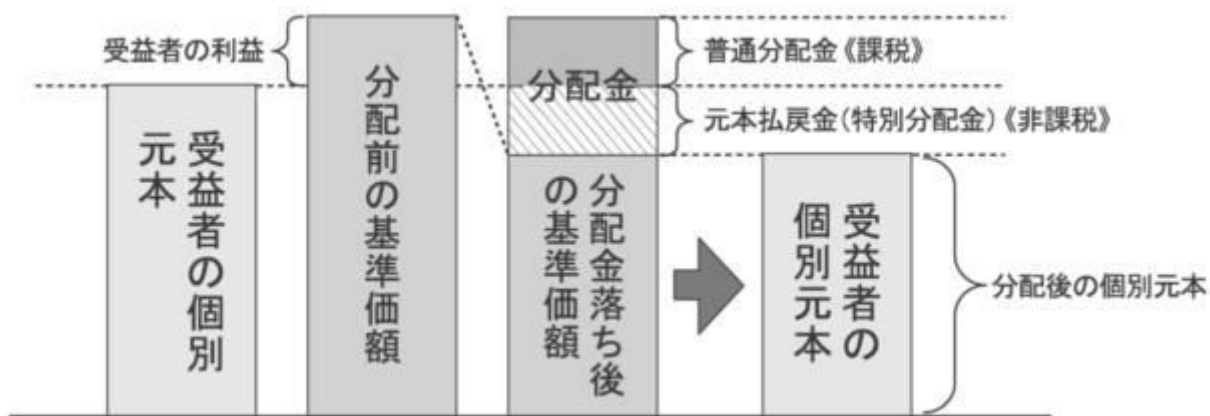 受益者の利益
受益者の個別
元本
分配前の基準価額
分配金
分配金落ち後
の基準価額
普通分配金《課税》
元本払戻金(特別分配金)《非課税》
受益者の
個別元本
分配後の個別元本